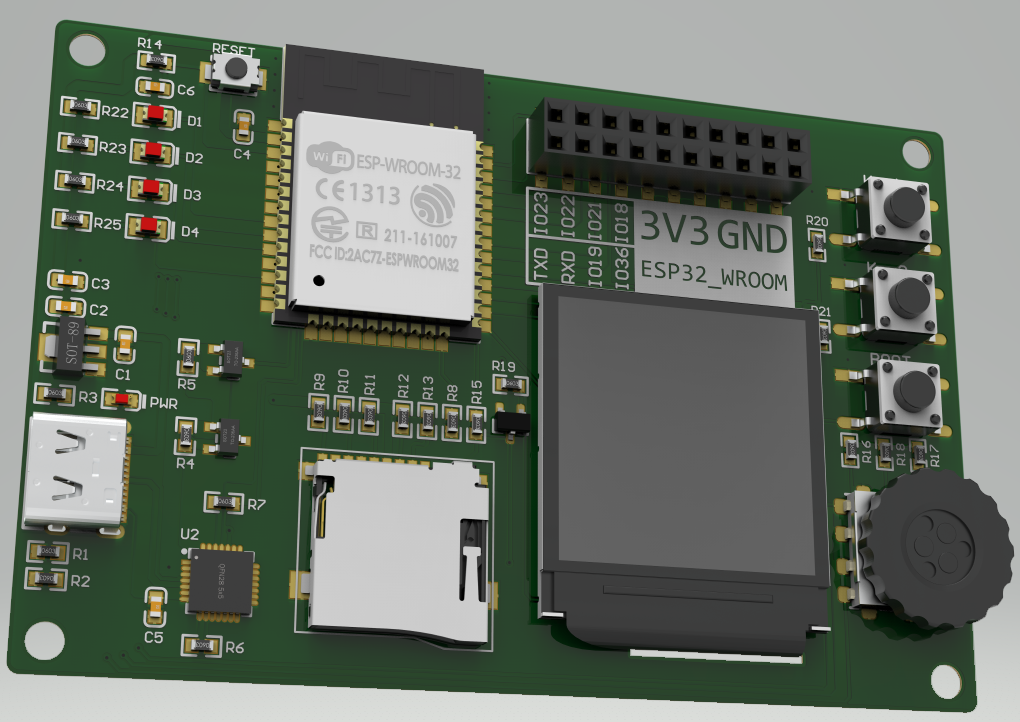 R14
RESET
C6
R22
D1
C4
R23
D2
R24
D3
R25
D4
Wi Fi
ESP-WROOM-32
CE1313
R 211-161007
FCC ID:2AC7Z-ESPWROOM32
IO23
IO22
IO21
IO18
3V3 GND
TXD
RXD
IO19
IO36
ESP32_WROOM
R20
R21
BOOT
C3
C2
SOT-89
C1
R5
R3
PWR
R4
R9
R10
R11
R12
R13
R8
R15
R19
R16
R18
R17
R7
U2
QFN28 5x5
R1
R2
C5
R6